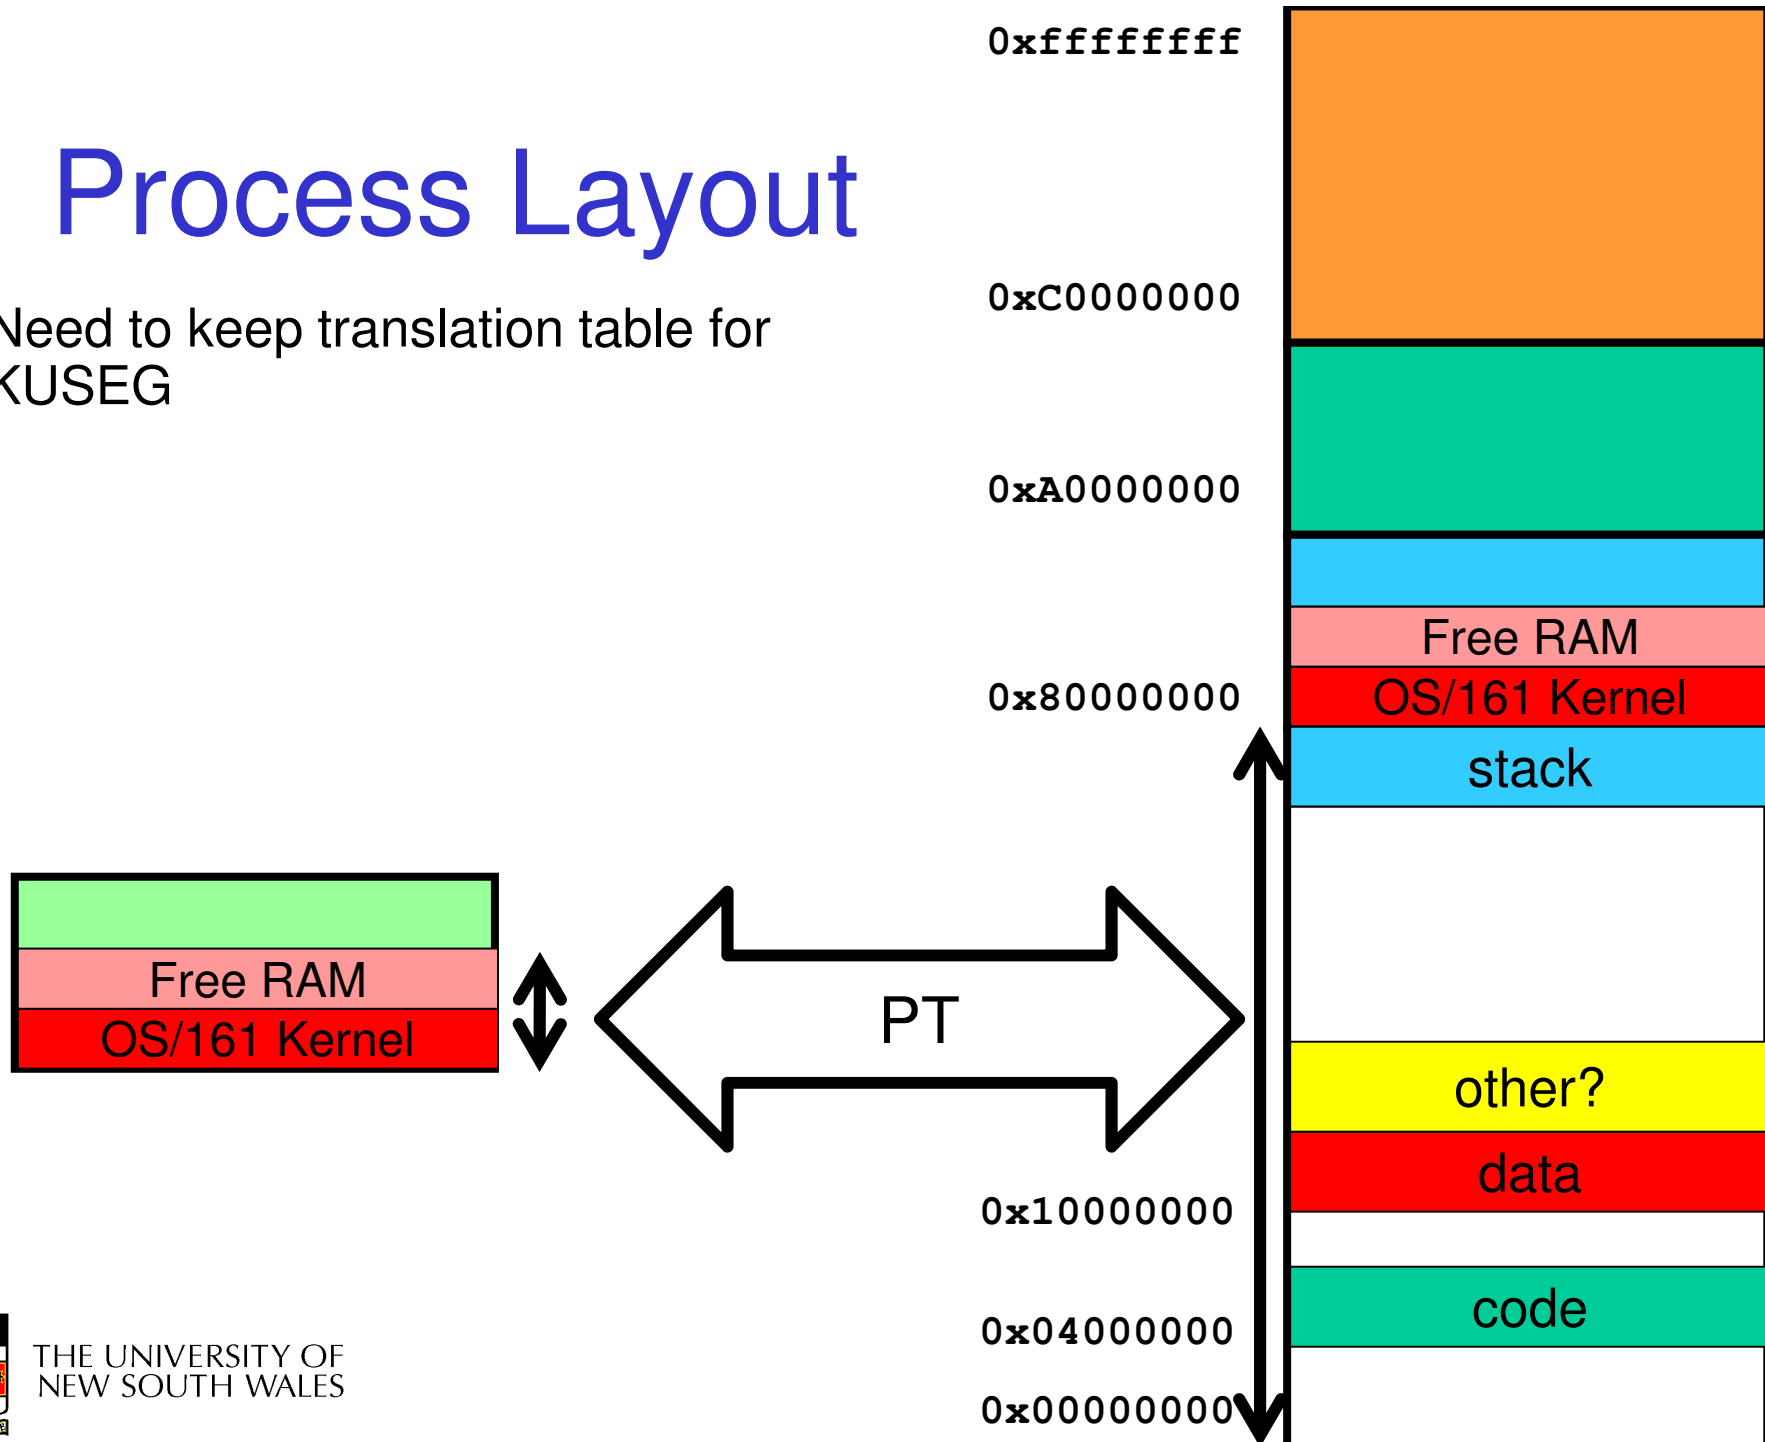 Process Layout
Need to keep translation table for
KUSEG
0xffffffff
0xC0000000
0xA0000000
0x80000000
Free RAM
OS/161 Kernel
stack
Free RAM
OS/161 Kernel
PT
other?
data
0x10000000
code
0x04000000
0x00000000
THE UNIVERSITY OF
NEW SOUTH WALES